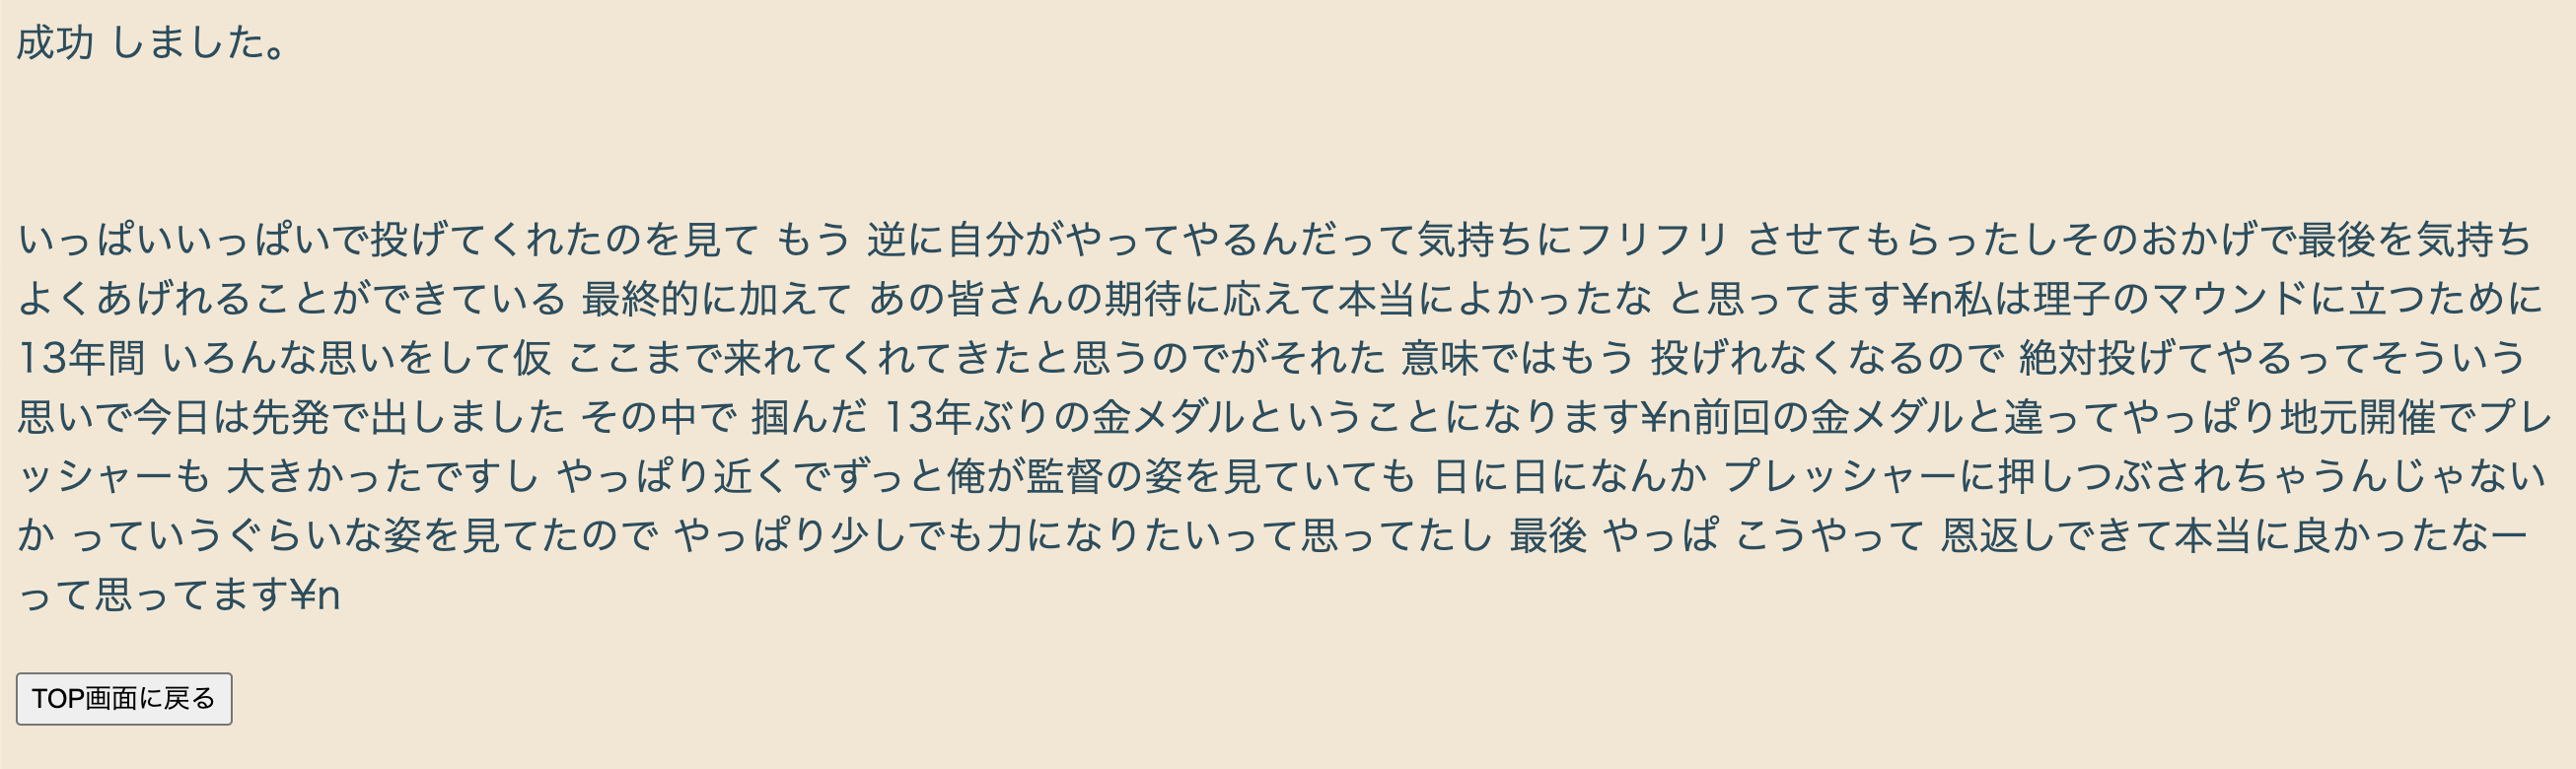 成功 しました。
いっぱいいっぱいで投げてくれたのを見て もう 逆に自分がやってやるんだって気持ちにフリフリ させてもらったしそのおかげで最後を気持ち
よくあげれることができている 最終的に加えて あの皆さんの期待に応えて本当によかったな と思ってます¥n私は理子のマウンドに立つために
13年間 いろんな思いをして仮 ここまで来れてくれてきたと思うのでがそれた 意味ではもう 投げれなくなるので 絶対投げてやるってそういう
思いで今日は先発で出しました その中で 掴んだ 13年ぶりの金メダルということになります¥n前回の金メダルと違ってやっぱり地元開催でプレ
ッシャーも 大きかったですし やっぱり近くでずっと俺が監督の姿を見ていても 日に日になんか プレッシャーに押しつぶされちゃうんじゃない
か っていうぐらいな姿を見てたので やっぱり少しでも力になりたいって思ってたし 最後 やっぱ こうやって 恩返しできて本当に良かったなー
って思ってます¥n
TOP画面に戻る